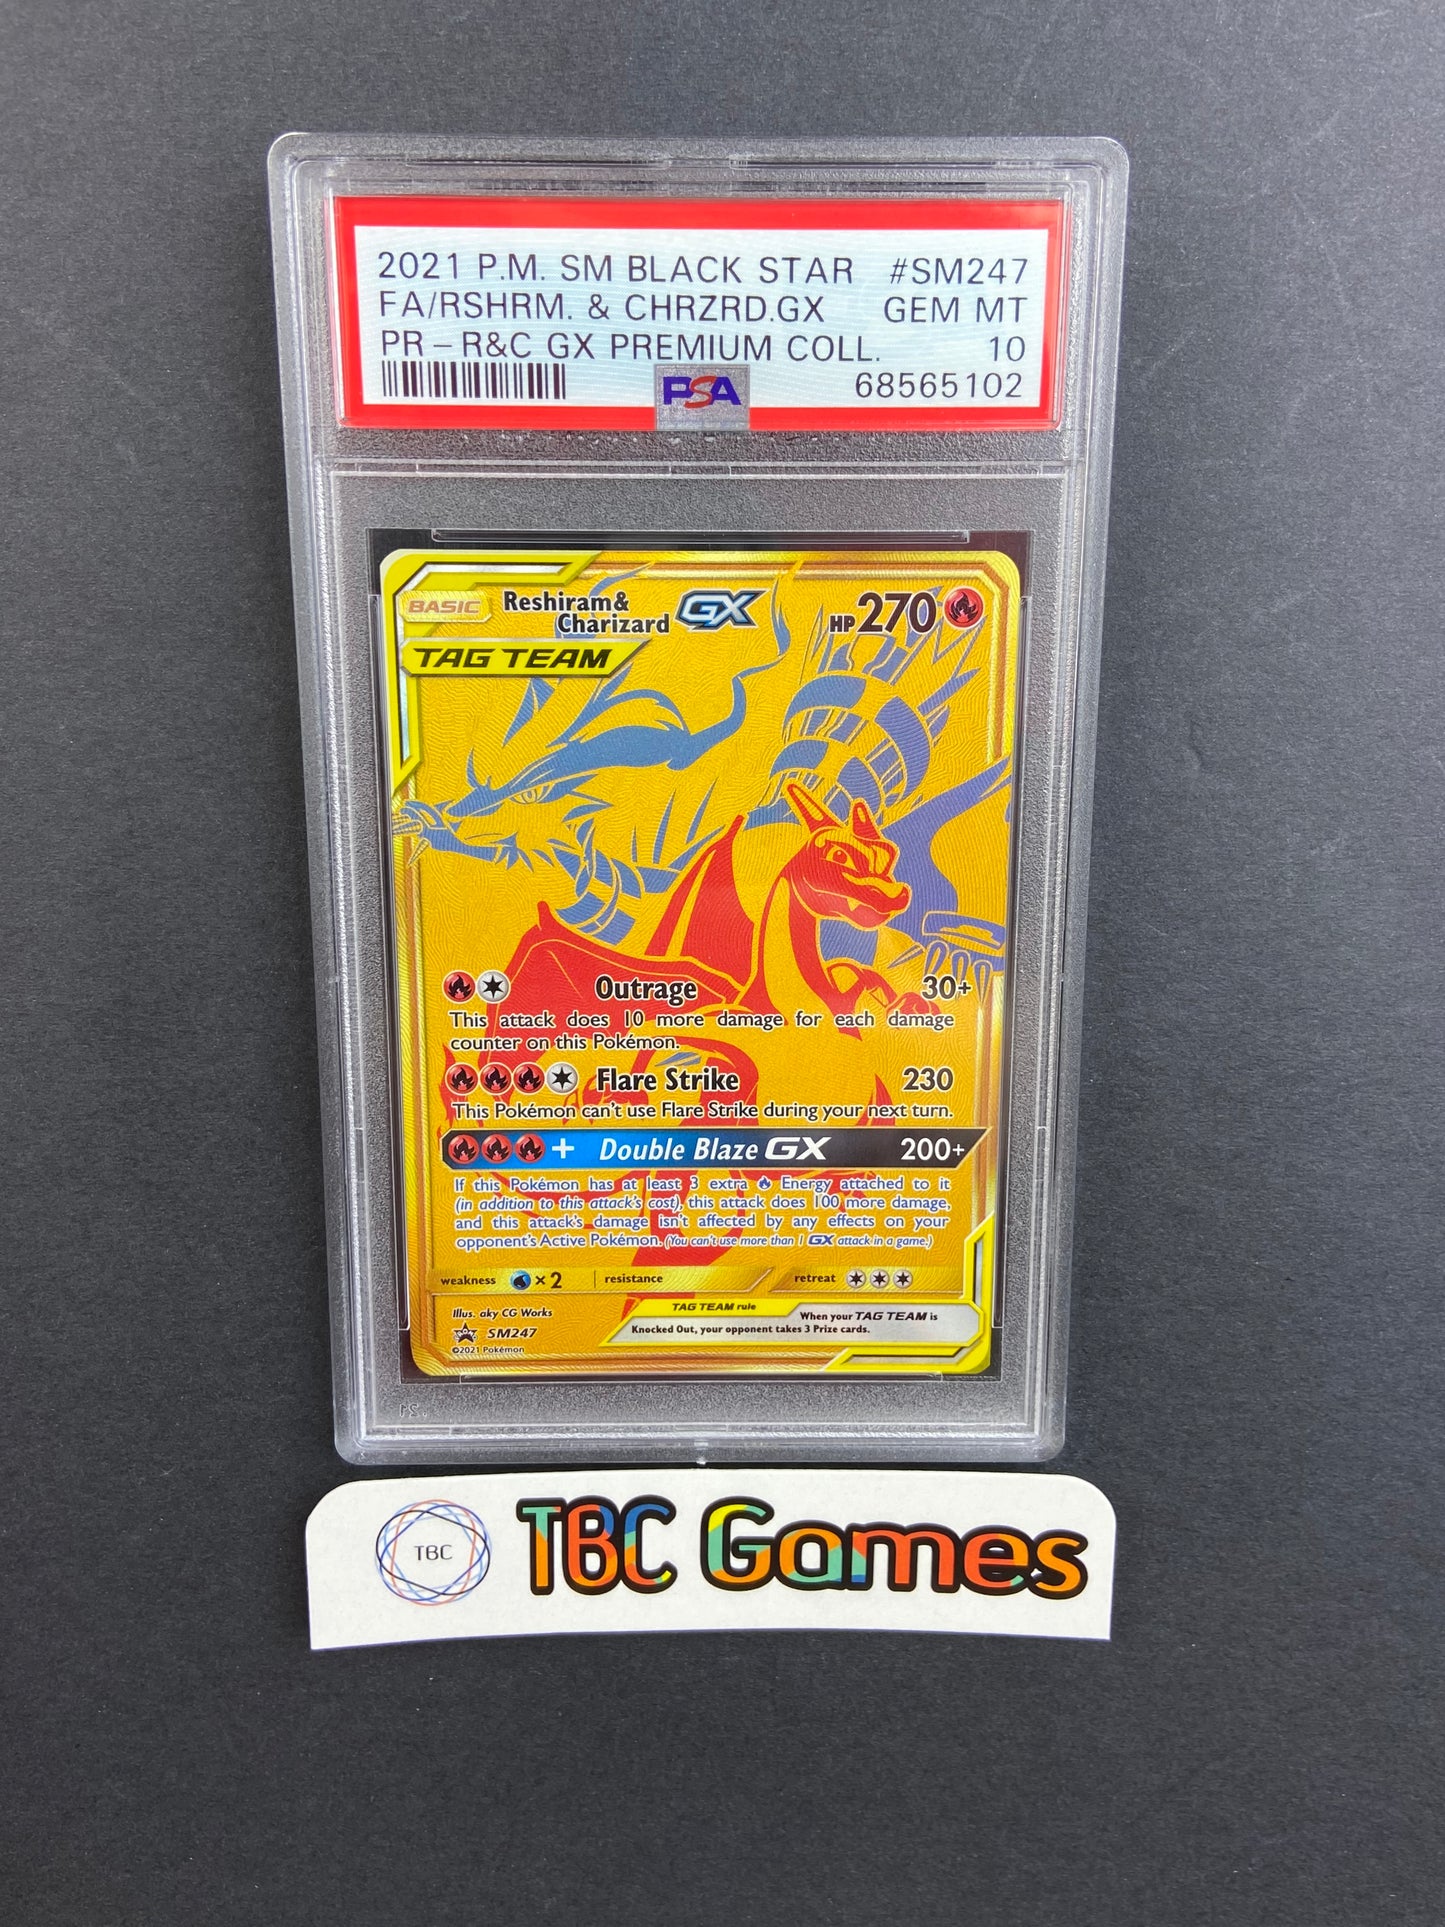 2021 P.M. SM BLACK STAR #SM247
FA/RSHRM. & CHRZRD.GX GEM MT
PR - R&C GX PREMIUM COLL. 10
PSA 68565102
BASIC Reshiram& Charizard GX HP270
TAG TEAM
Outrage 30+
This attack does 10 more damage for each damage
counter on this Pokémon.
Flare Strike 230
This Pokémon can't use Flare Strike during your next turn.
+ Double Blaze GX 200+
If this Pokémon has at least 3 extra Energy attached to it
(in addition to this attack's cost), this attack does 100 more damage,
and this attack's damage isn't affected by any effects on your
opponent's Active Pokémon. (You can't use more than 1 GX attack in a game.)
weakness ×2 resistance retreat
Illus. aky CG Works
SM247
©2021 Pokémon
TAG TEAM rule
When your TAG TEAM is
Knocked Out, your opponent takes 3 Prize cards.
TBC TBC Games